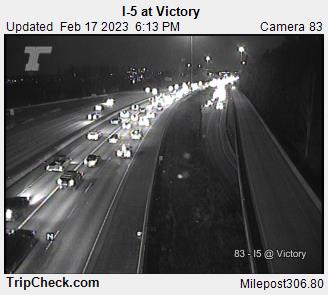 I-5 at Victory
Updated Feb 17 2023 6:13 PM Camera 83
T
N
83 - I5 @ Victory
TripCheck.com Milepost306.80